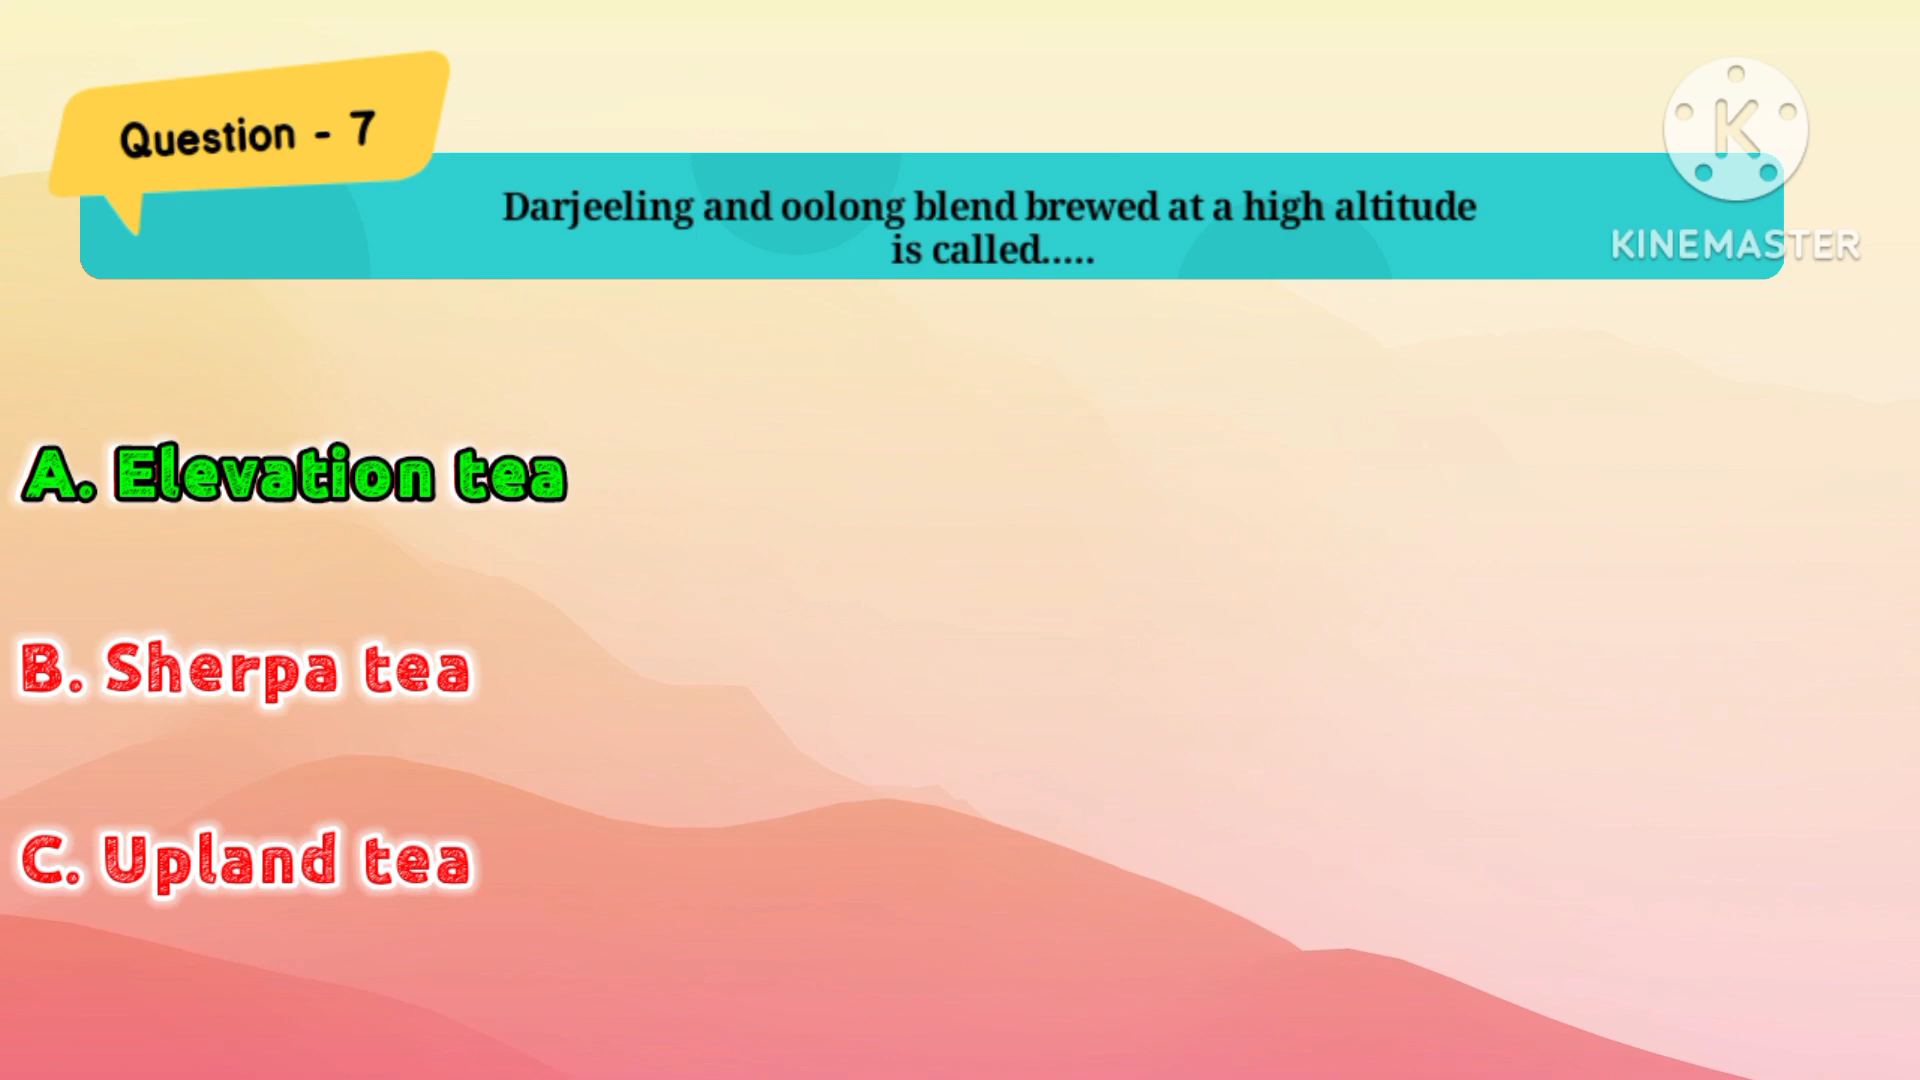 Question - 7
Darjeeling and oolong blend brewed at a high altitude
is called.....
K
KINEMASTER
A. Elevation tea
B. Sherpa tea
C. Upland tea